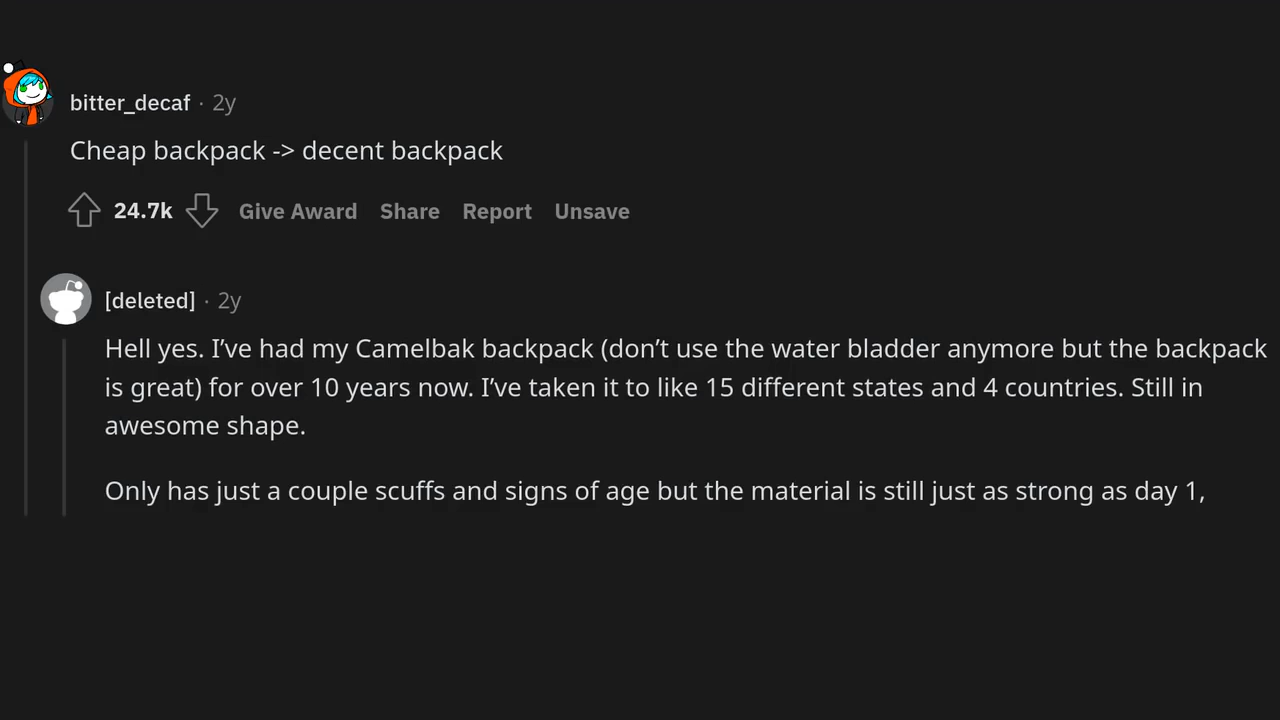 bitter_decaf · 2y
Cheap backpack -> decent backpack
24.7k Give Award Share Report Unsave
[deleted] · 2y
Hell yes. I’ve had my Camelbak backpack (don’t use the water bladder anymore but the backpack
is great) for over 10 years now. I’ve taken it to like 15 different states and 4 countries. Still in
awesome shape.
Only has just a couple scuffs and signs of age but the material is still just as strong as day 1,